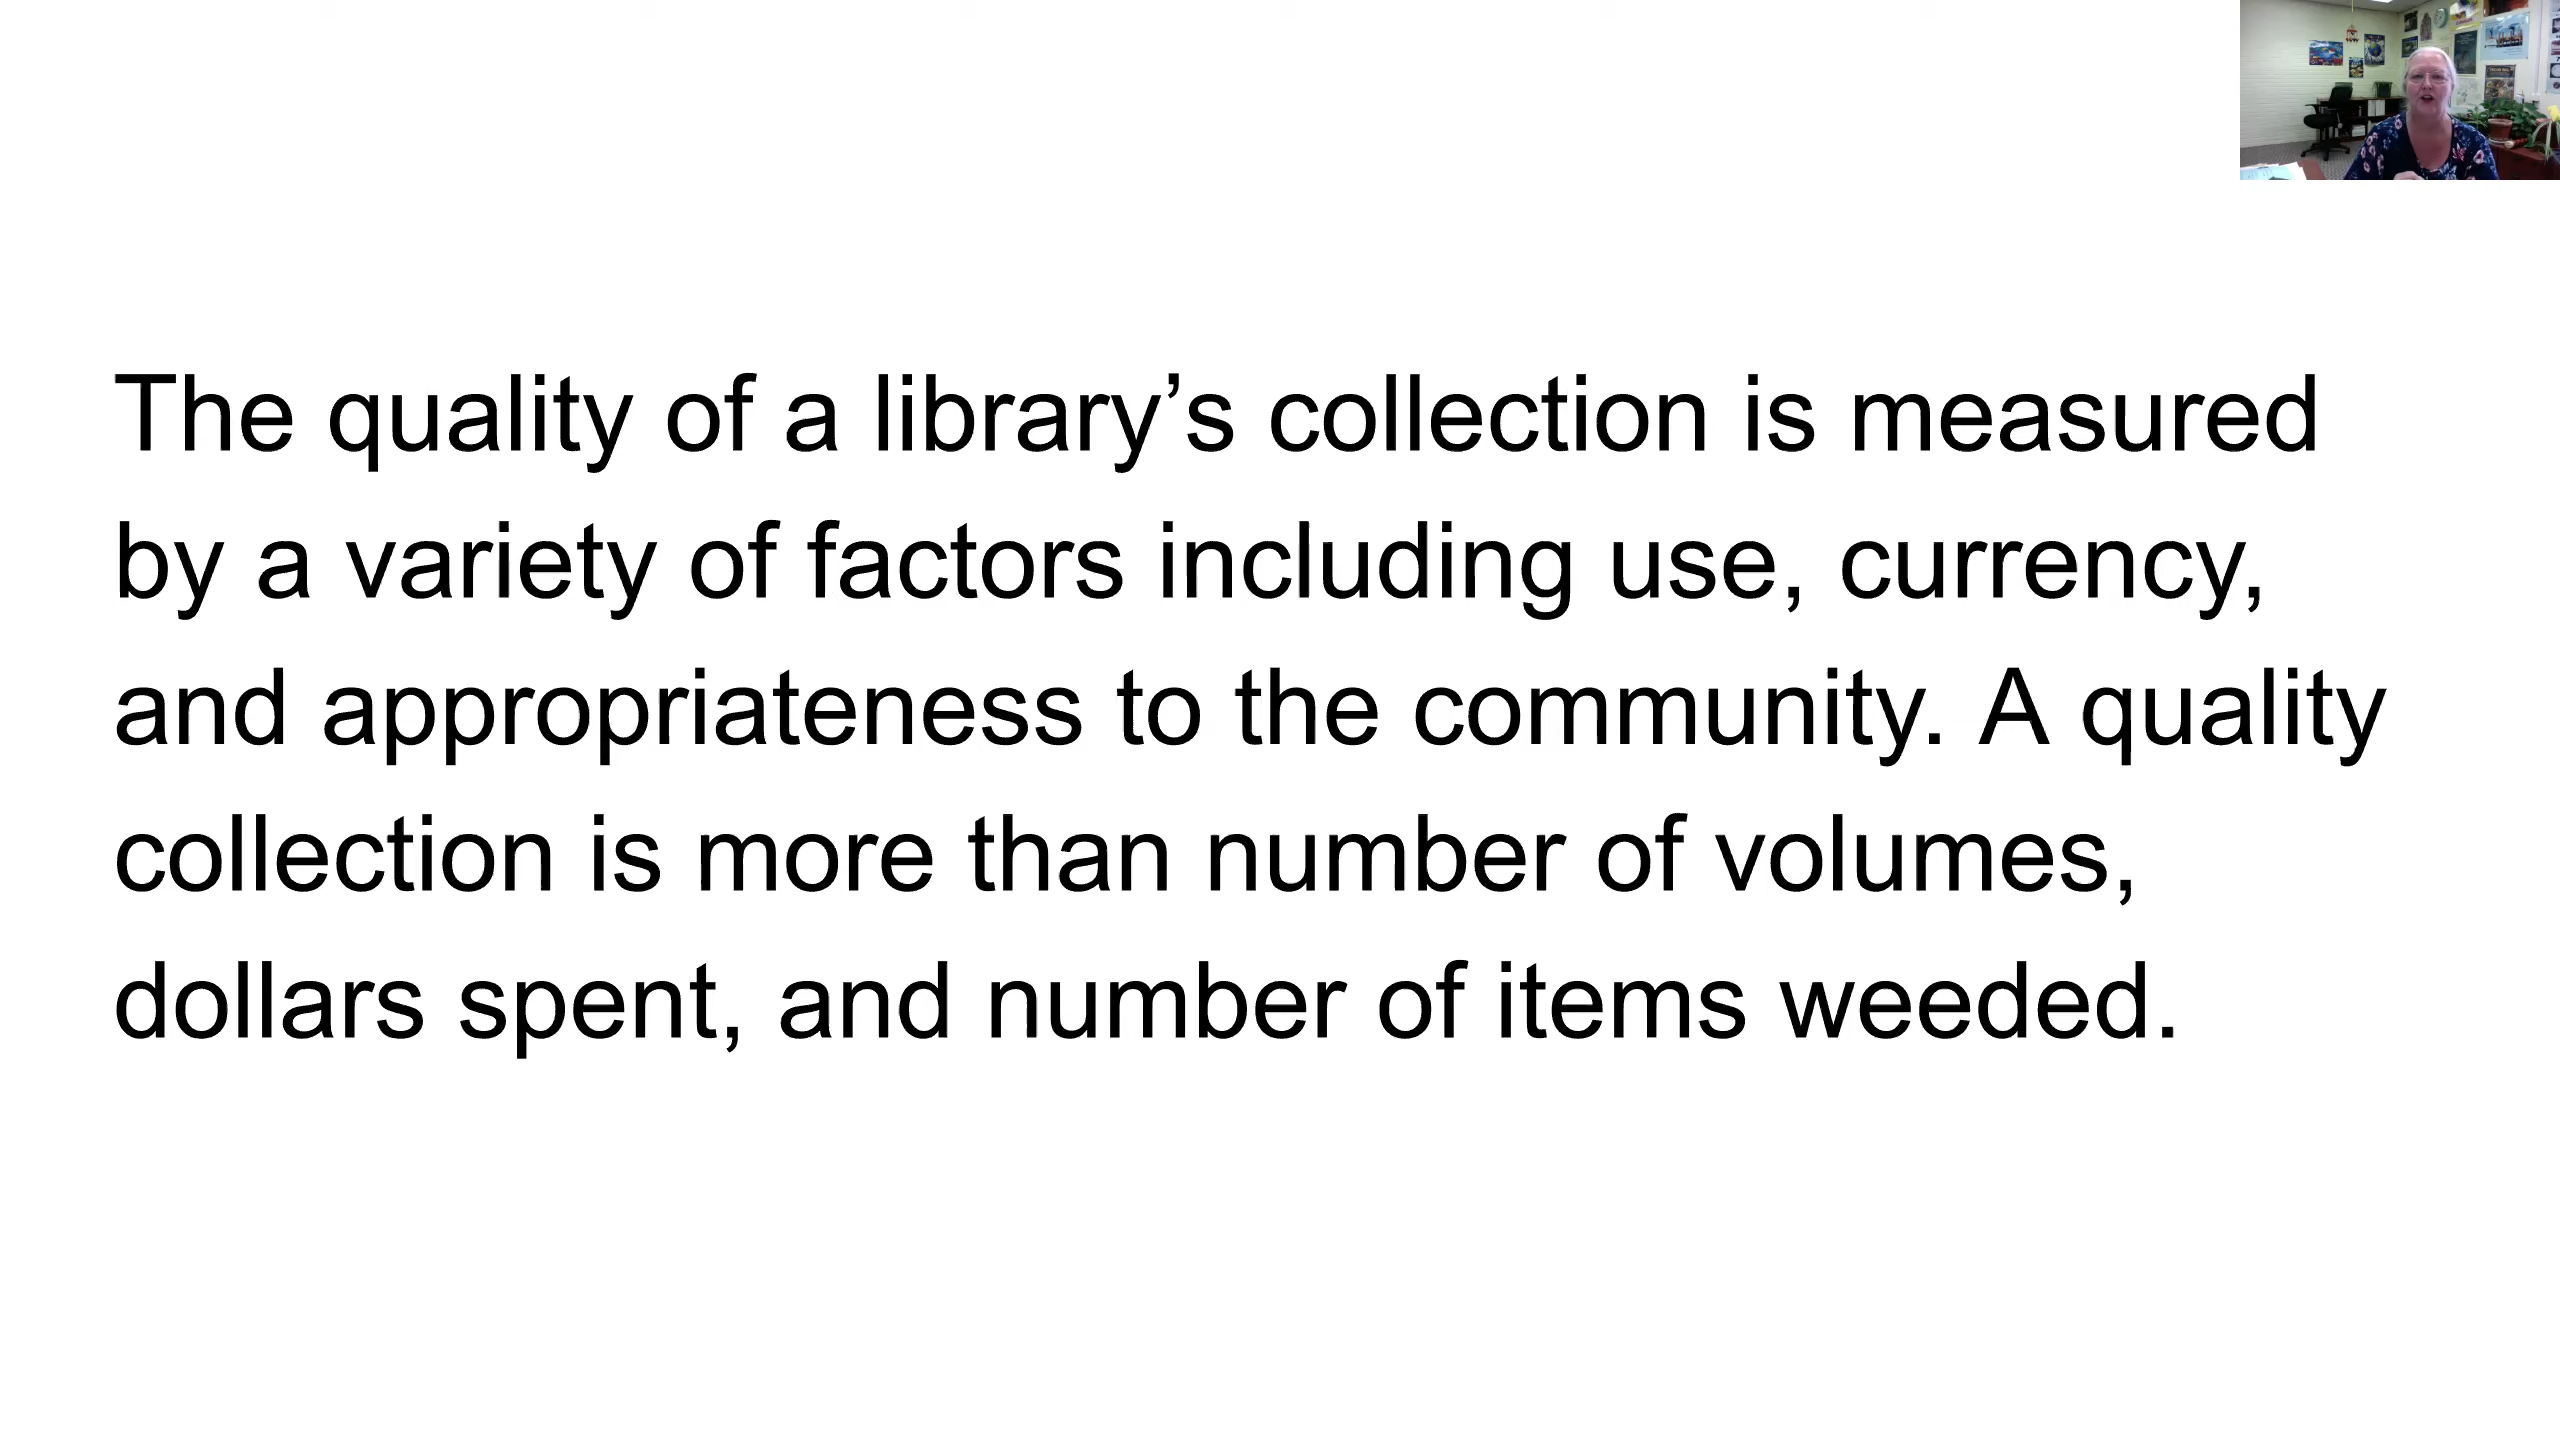 The quality of a library’s collection is measured
by a variety of factors including use, currency,
and appropriateness to the community. A quality
collection is more than number of volumes,
dollars spent, and number of items weeded.